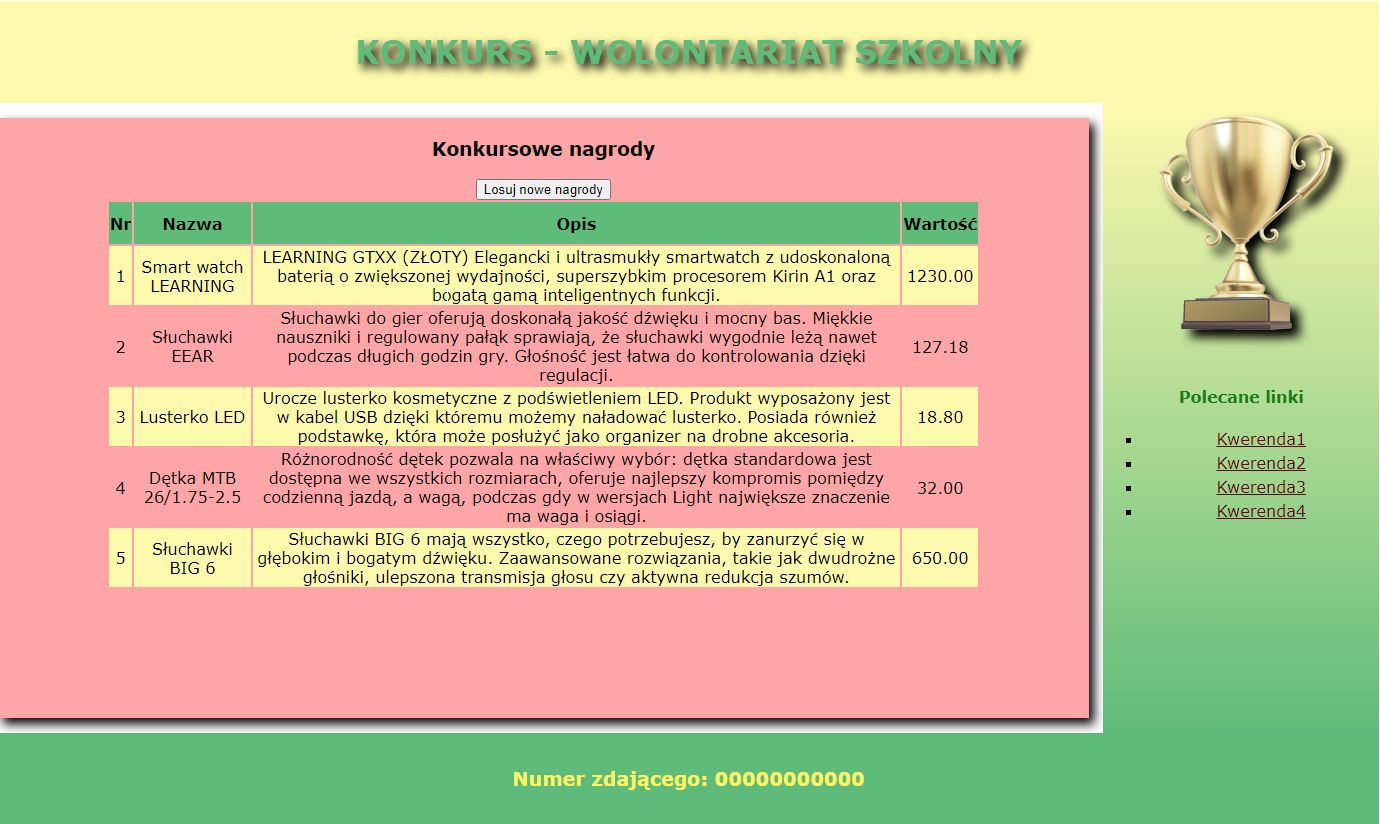 KONKURS - WOLONTARIAT SZKOLNY
Konkursowe nagrody
Losuj nowe nagrody
Nr Nazwa Opis Wartość
1 Smart watch LEARNING
LEARNING GTXX (ZŁOTY) Elegancki i ultrasmukły smartwatch z udoskonaloną
baterią o zwiększonej wydajności, superszybkim procesorem Kirin A1 oraz
bogatą gamą inteligentnych funkcji.
1230.00
2 Słuchawki EEAR
Słuchawki do gier oferują doskonałą jakość dźwięku i mocny bas. Miękkie
nauszniki i regulowany pałąk sprawiają, że słuchawki wygodnie leżą nawet
podczas długich godzin gry. Głośność jest łatwa do kontrolowania dzięki
regulacji.
127.18
3 Lusterko LED
Urocze lusterko kosmetyczne z podświetleniem LED. Produkt wyposażony jest
w kabel USB dzięki któremu możemy naładować lusterko. Posiada również
podstawkę, która może posłużyć jako organizer na drobne akcesoria.
18.80
4 Dętka MTB 26/1.75-2.5
Różnorodność dętek pozwala na właściwy wybór: dętka standardowa jest
dostępna we wszystkich rozmiarach, oferuje najlepszy kompromis pomiędzy
codzienną jazdą, a wagą, podczas gdy w wersjach Light największe znaczenie
ma waga i osiągi.
32.00
5 Słuchawki BIG 6
Słuchawki BIG 6 mają wszystko, czego potrzebujesz, by zanurzyć się w
głębokim i bogatym dźwięku. Zaawansowane rozwiązania, takie jak dwudrożne
głośniki, ulepszona transmisja głosu czy aktywna redukcja szumów.
650.00
Polecane linki
Kwerenda1
Kwerenda2
Kwerenda3
Kwerenda4
Numer zdającego: 00000000000